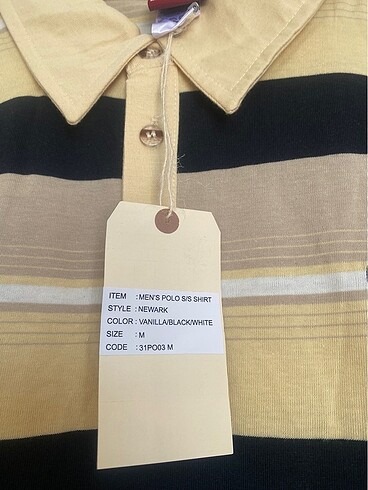 ITEM : MEN'S POLO S/S SHIRT
STYLE : NEWARK
COLOR : VANILLA/BLACK/WHITE
SIZE : M
CODE : 31PO03 M